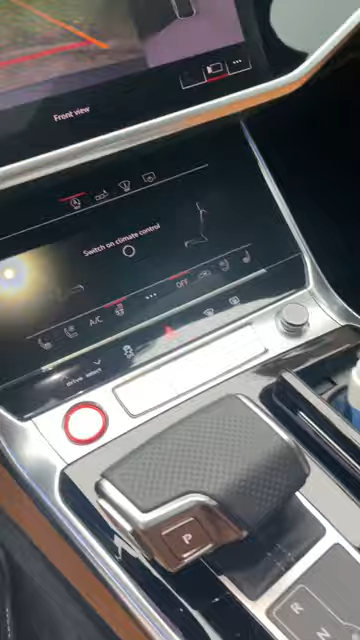 Front view
Switch on climate control
A/C
OFF
drive select
P
R
N